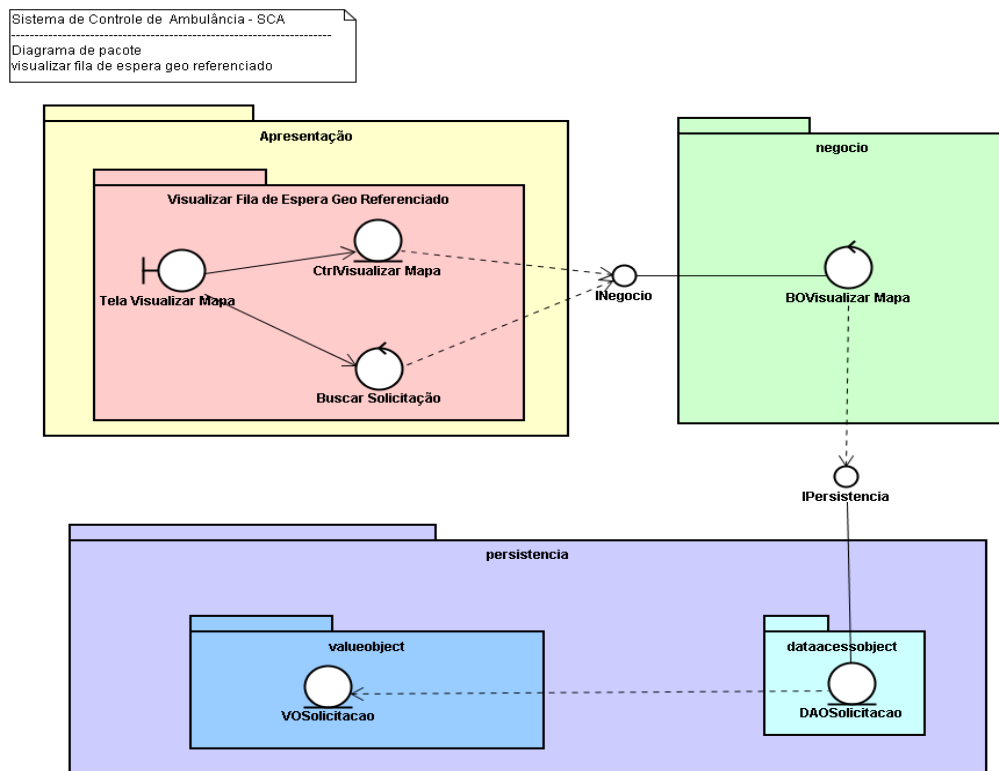 Sistema de Controle de Ambulância - SCA
--------------------------------------------------------------------------------
Diagrama de pacote
visualizar fila de espera geo referenciado
Apresentação
negocio
Visualizar Fila de Espera Geo Referenciado
CtrlVisualizar Mapa
Tela Visualizar Mapa
INegocio
BOVisualizar Mapa
Buscar Solicitação
IPersistencia
persistencia
valueobject
dataacessobject
VOSolicitacao
DAOSolicitacao